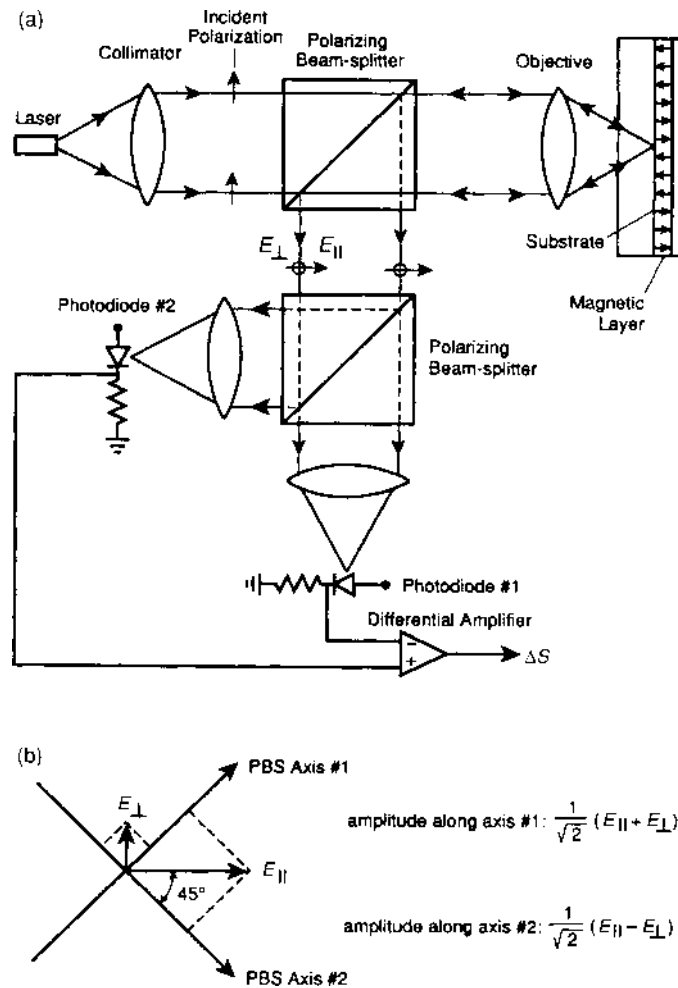 (a)
Incident
Polarization
Collimator
Polarizing
Beam-splitter
Objective
Laser
E⊥ E||
Substrate
Magnetic
Layer
Photodiode #2
Polarizing
Beam-splitter
Photodiode #1
Differential Amplifier
−
+
ΔS
(b)
PBS Axis #1
E⊥
E||
45°
PBS Axis #2
amplitude along axis #1: 1/√2 (E|| + E⊥)
amplitude along axis #2: 1/√2 (E|| − E⊥)